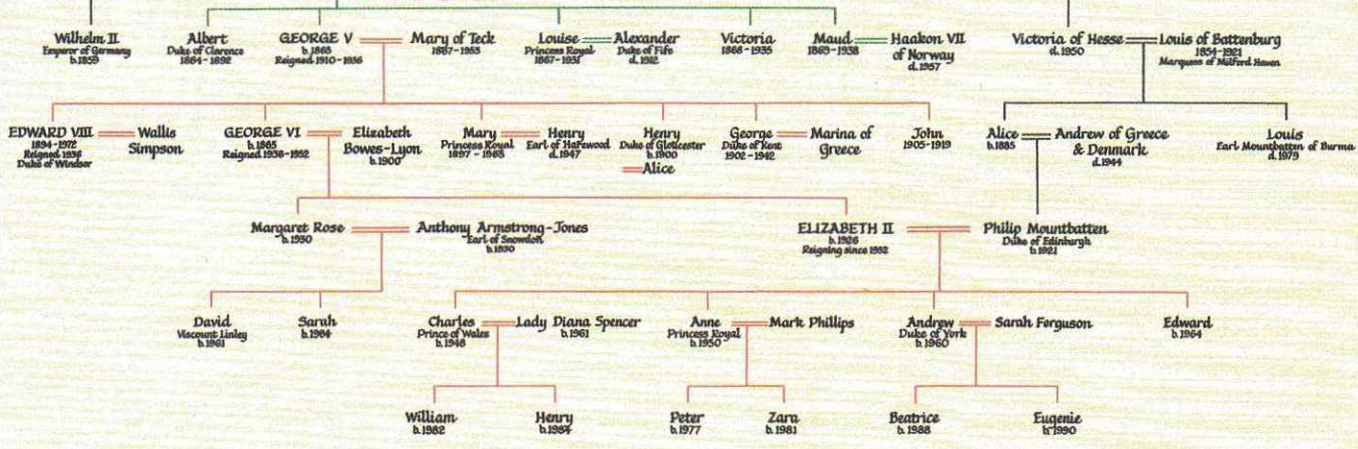 Wilhelm II
Emperor of Germany
b.1859
Albert
Duke of Clarence
1864-1892
GEORGE V
b.1865
Reigned 1910-1936
Mary of Teck
1867-1953
Louise
Princess Royal
1867-1931
Alexander
Duke of Fife
d.1912
Victoria
1868-1935
Maud
1869-1938
Haakon VII
of Norway
d.1957
Victoria of Hesse
d.1950
Louis of Battenburg
1854-1921
Marquess of Milford Haven
EDWARD VIII
1894-1972
Reigned 1936
Duke of Windsor
Wallis
Simpson
GEORGE VI
b.1895
Reigned 1936-1952
Elizabeth
Bowes-Lyon
b.1900
Mary
Princess Royal
1897-1965
Henry
Earl of Harewood
d.1947
Henry
Duke of Gloucester
b.1900
Alice
George
Duke of Kent
1902-1942
Marina of
Greece
John
1905-1919
Alice
b.1885
Andrew of Greece
& Denmark
d.1944
Louis
Earl Mountbatten of Burma
d.1979
Margaret Rose
b.1930
Anthony Armstrong-Jones
Earl of Snowdon
b.1930
ELIZABETH II
b.1926
Reigning since 1952
Philip Mountbatten
Duke of Edinburgh
b.1921
David
Viscount Linley
b.1961
Sarah
b.1964
Charles
Prince of Wales
b.1948
Lady Diana Spencer
b.1961
Anne
Princess Royal
b.1950
Mark Phillips
Andrew
Duke of York
b.1960
Sarah Ferguson
Edward
b.1964
William
b.1982
Henry
b.1984
Peter
b.1977
Zara
b.1981
Beatrice
b.1988
Eugenie
b.1990